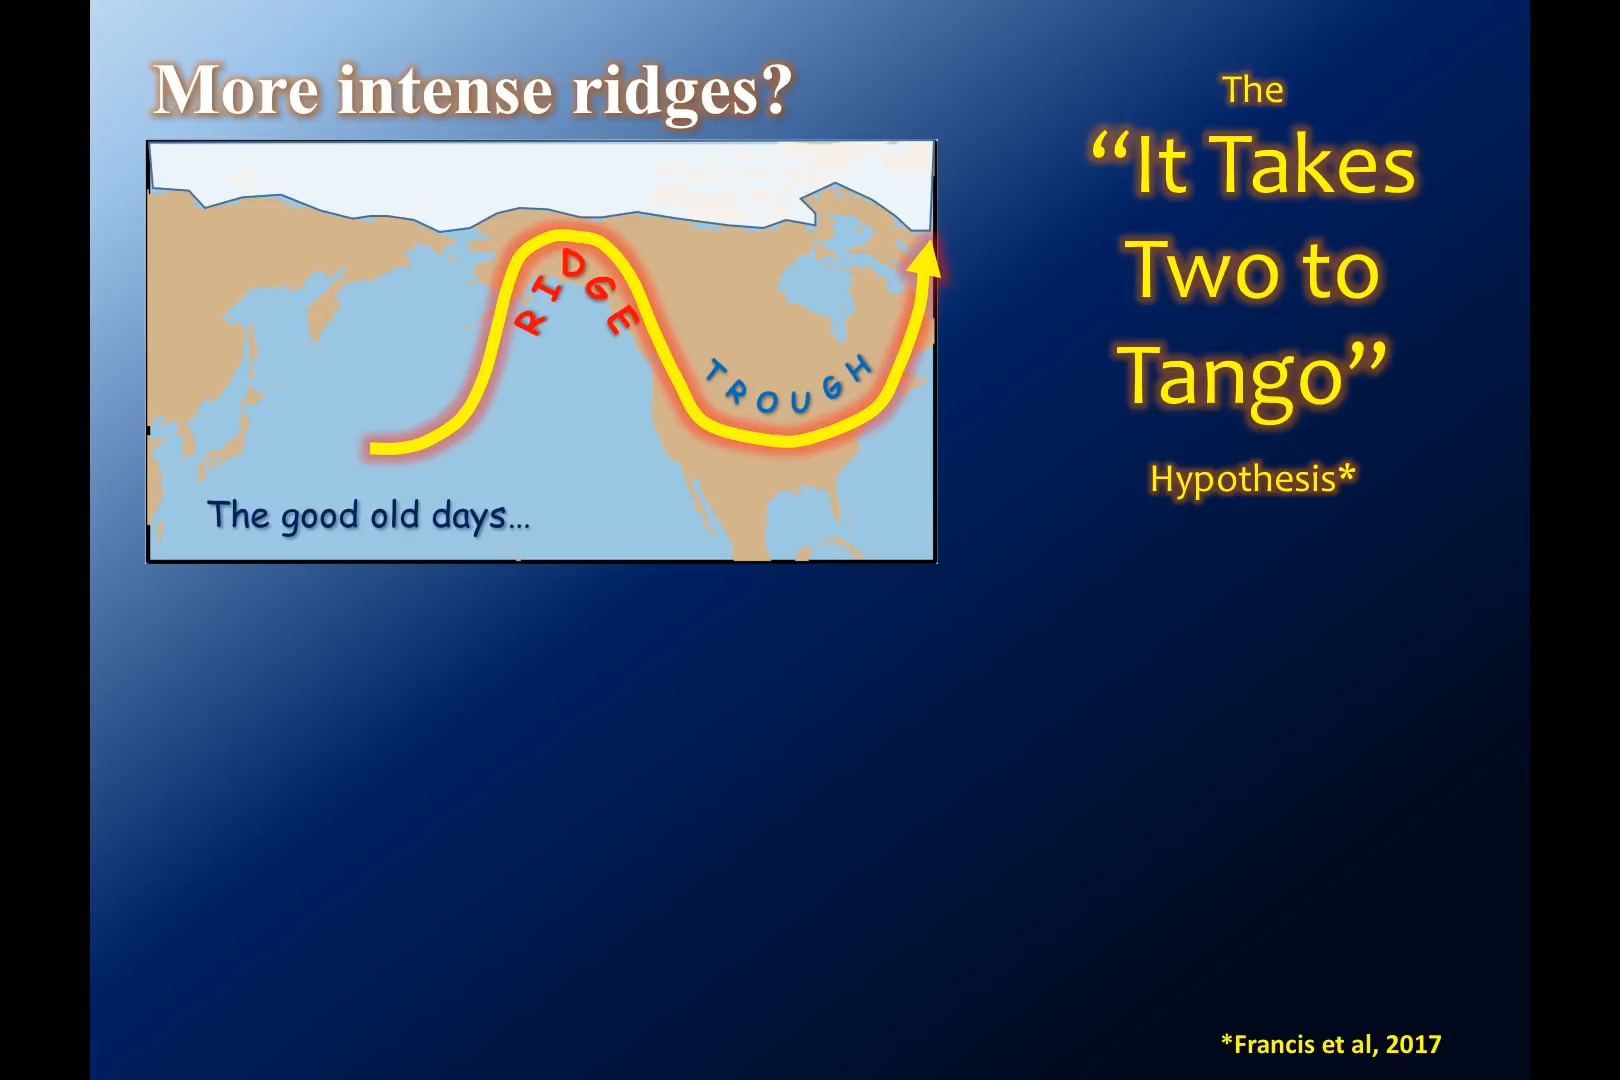 More intense ridges?
RIDGE
TROUGH
The good old days…
The
“It Takes
Two to
Tango”
Hypothesis*
*Francis et al, 2017